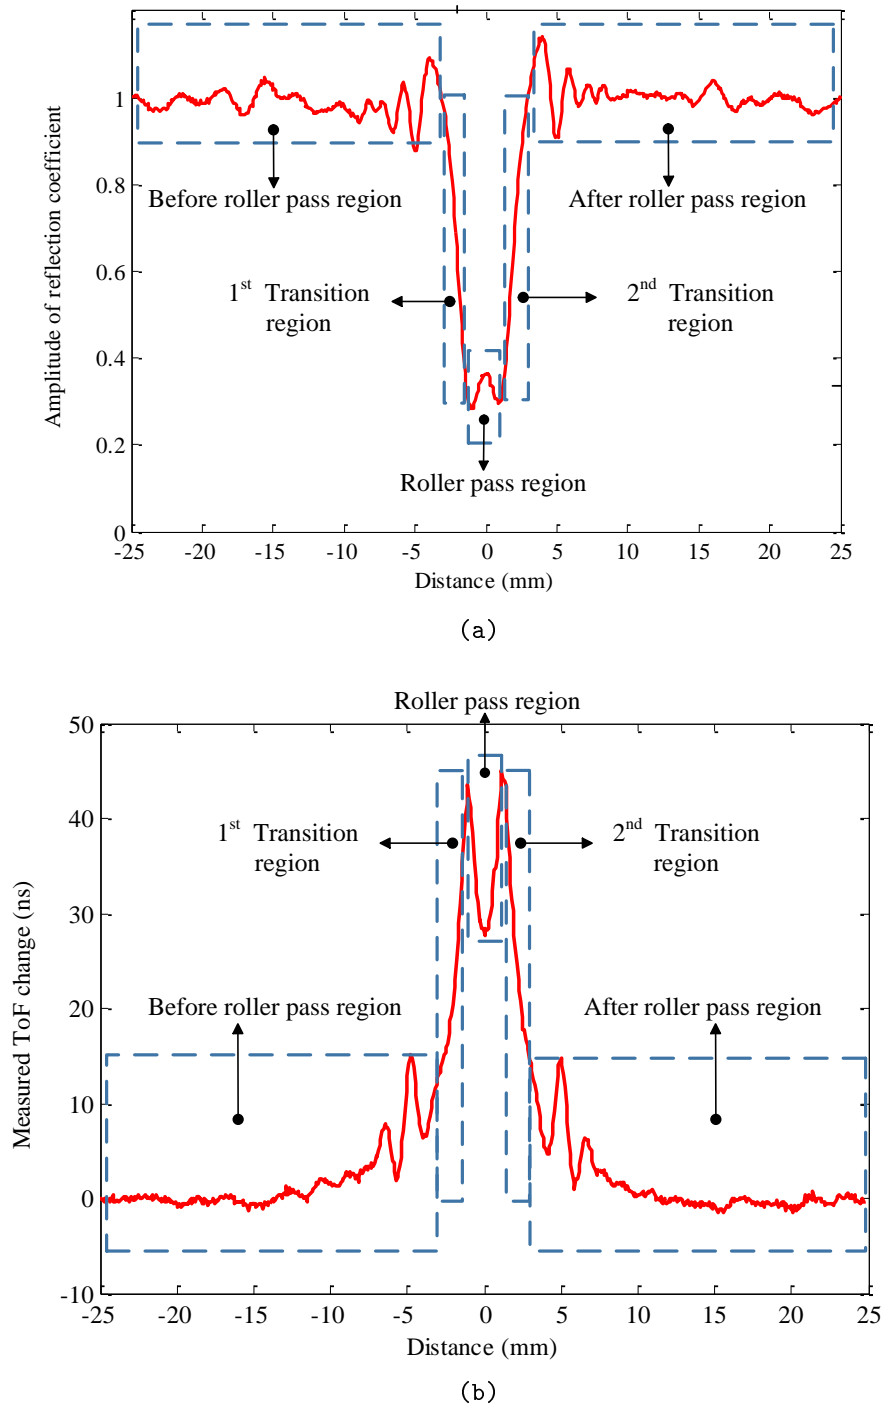 1
0.8
0.6
0.4
0.2
0
Amplitude of reflection coefficient
Before roller pass region
After roller pass region
1st Transition
region
2nd Transition
region
Roller pass region
-25 -20 -15 -10 -5 0 5 10 15 20 25
Distance (mm)
(a)
Roller pass region
50
40
30
20
10
0
-10
Measured ToF change (ns)
1st Transition
region
2nd Transition
region
Before roller pass region
After roller pass region
-25 -20 -15 -10 -5 0 5 10 15 20 25
Distance (mm)
(b)